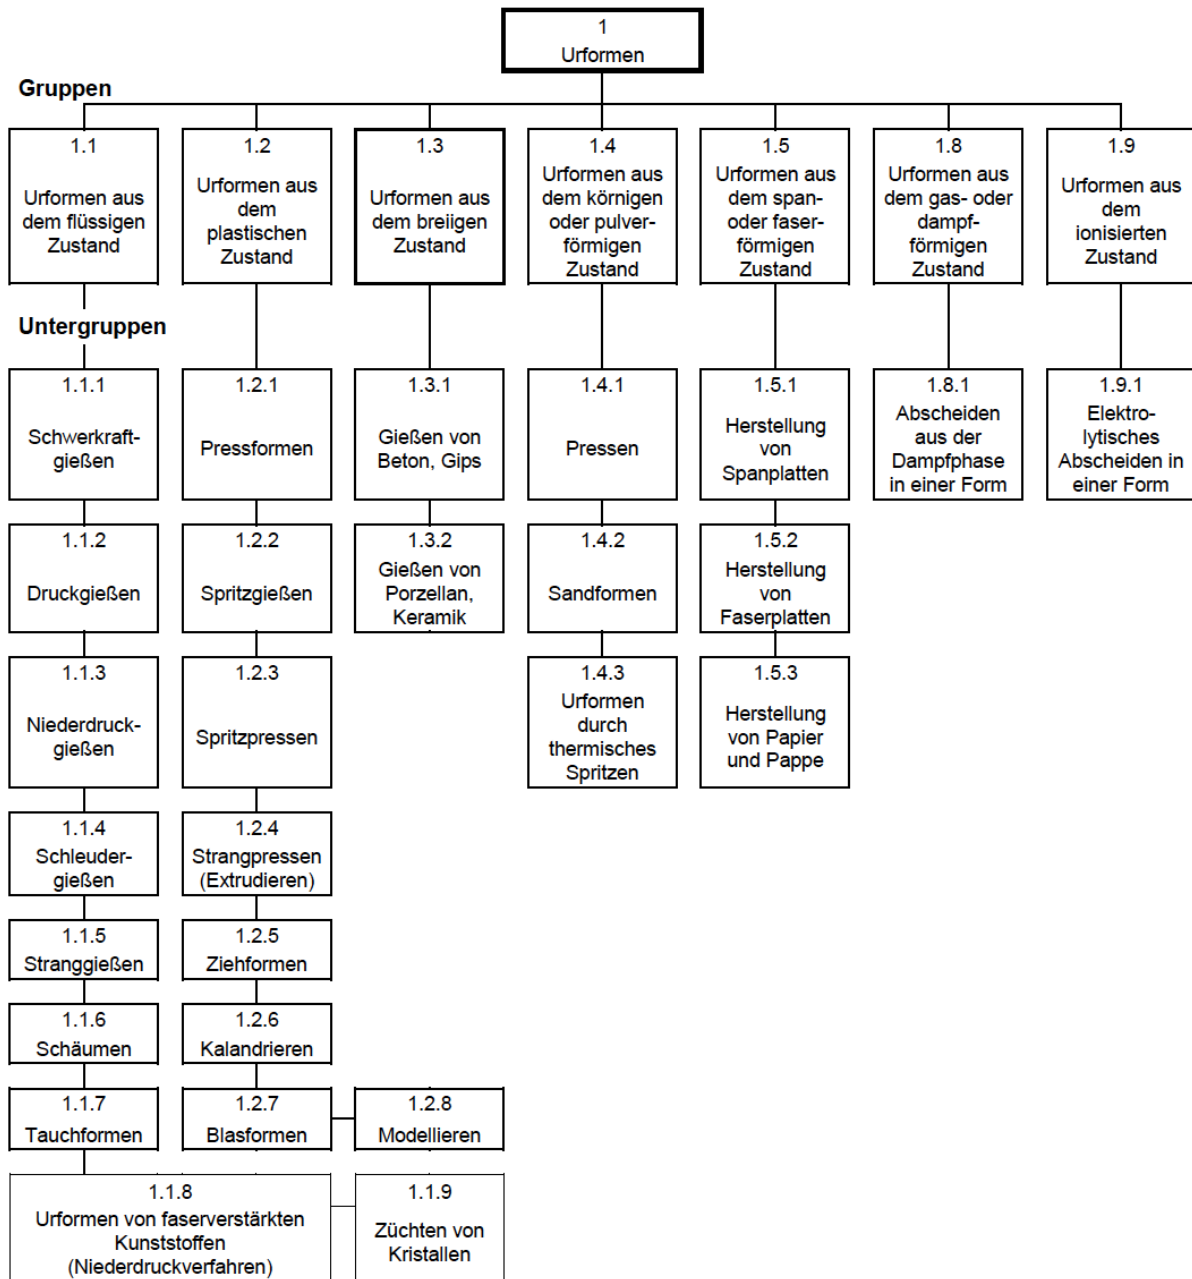 1
Urformen
Gruppen
1.1
Urformen aus
dem flüssigen
Zustand
1.2
Urformen aus
dem
plastischen
Zustand
1.3
Urformen aus
dem breiigen
Zustand
1.4
Urformen aus
dem körnigen
oder pulver-
förmigen
Zustand
1.5
Urformen aus
dem span-
oder faser-
förmigen
Zustand
1.8
Urformen aus
dem gas- oder
dampf-
förmigen
Zustand
1.9
Urformen aus
dem
ionisierten
Zustand
Untergruppen
1.1.1
Schwerkraft-
gießen
1.2.1
Pressformen
1.3.1
Gießen von
Beton, Gips
1.4.1
Pressen
1.5.1
Herstellung
von
Spanplatten
1.8.1
Abscheiden
aus der
Dampfphase
in einer Form
1.9.1
Elektro-
lytisches
Abscheiden in
einer Form
1.1.2
Druckgießen
1.2.2
Spritzgießen
1.3.2
Gießen von
Porzellan,
Keramik
1.4.2
Sandformen
1.5.2
Herstellung
von
Faserplatten
1.1.3
Niederdruck-
gießen
1.2.3
Spritzpressen
1.4.3
Urformen
durch
thermisches
Spritzen
1.5.3
Herstellung
von Papier
und Pappe
1.1.4
Schleuder-
gießen
1.2.4
Strangpressen
(Extrudieren)
1.1.5
Stranggießen
1.2.5
Ziehformen
1.1.6
Schäumen
1.2.6
Kalandrieren
1.1.7
Tauchformen
1.2.7
Blasformen
1.2.8
Modellieren
1.1.8
Urformen von faserverstärkten
Kunststoffen
(Niederdruckverfahren)
1.1.9
Züchten von
Kristallen